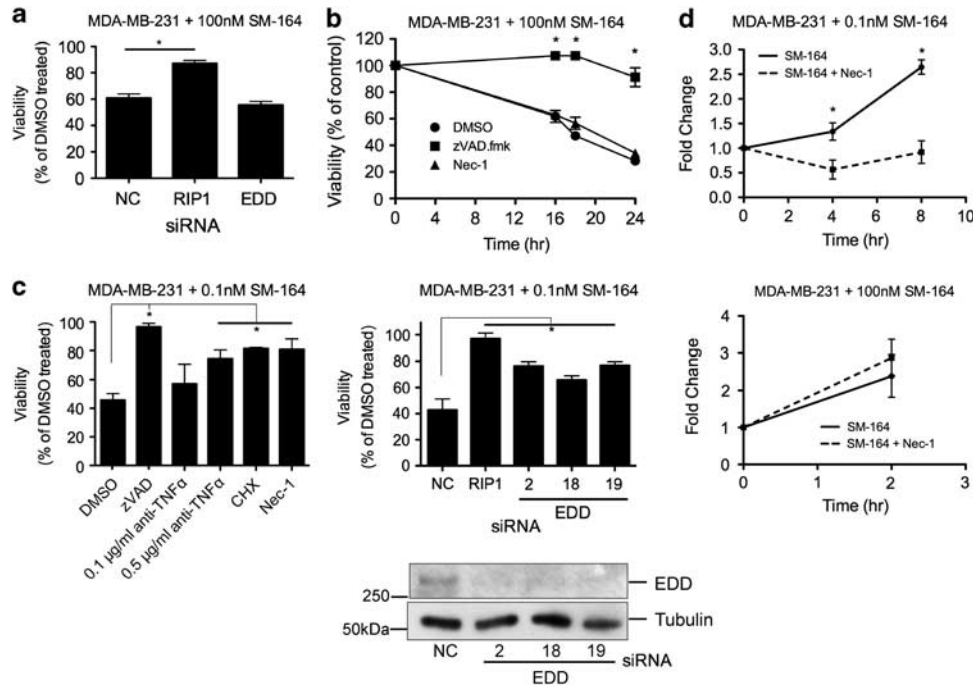 a
MDA-MB-231 + 100nM SM-164
Viability
(% of DMSO treated)
100
80
60
40
20
0
*
NC RIP1 EDD
siRNA
b
MDA-MB-231 + 100nM SM-164
Viability (% of control)
120
100
80
60
40
20
0
* * *
DMSO
zVAD.fmk
Nec-1
0 4 8 12 16 20 24
Time (hr)
d
MDA-MB-231 + 0.1nM SM-164
Fold Change
3.0
2.5
2.0
1.5
1.0
0.5
0.0
SM-164
SM-164 + Nec-1
*
*
0 2 4 6 8 10
Time (hr)
c
MDA-MB-231 + 0.1nM SM-164
Viability
(% of DMSO treated)
100
80
60
40
20
0
*
*
DMSO
zVAD
0.1 µg/ml anti-TNFα
0.5 µg/ml anti-TNFα
CHX
Nec-1
MDA-MB-231 + 0.1nM SM-164
Viability
(% of DMSO treated)
100
80
60
40
20
0
*
NC RIP1 2 18 19
EDD
siRNA
MDA-MB-231 + 100nM SM-164
Fold Change
4
3
2
1
0
SM-164
SM-164 + Nec-1
0 1 2 3
Time (hr)
250
EDD
50kDa
Tubulin
NC 2 18 19 siRNA
EDD